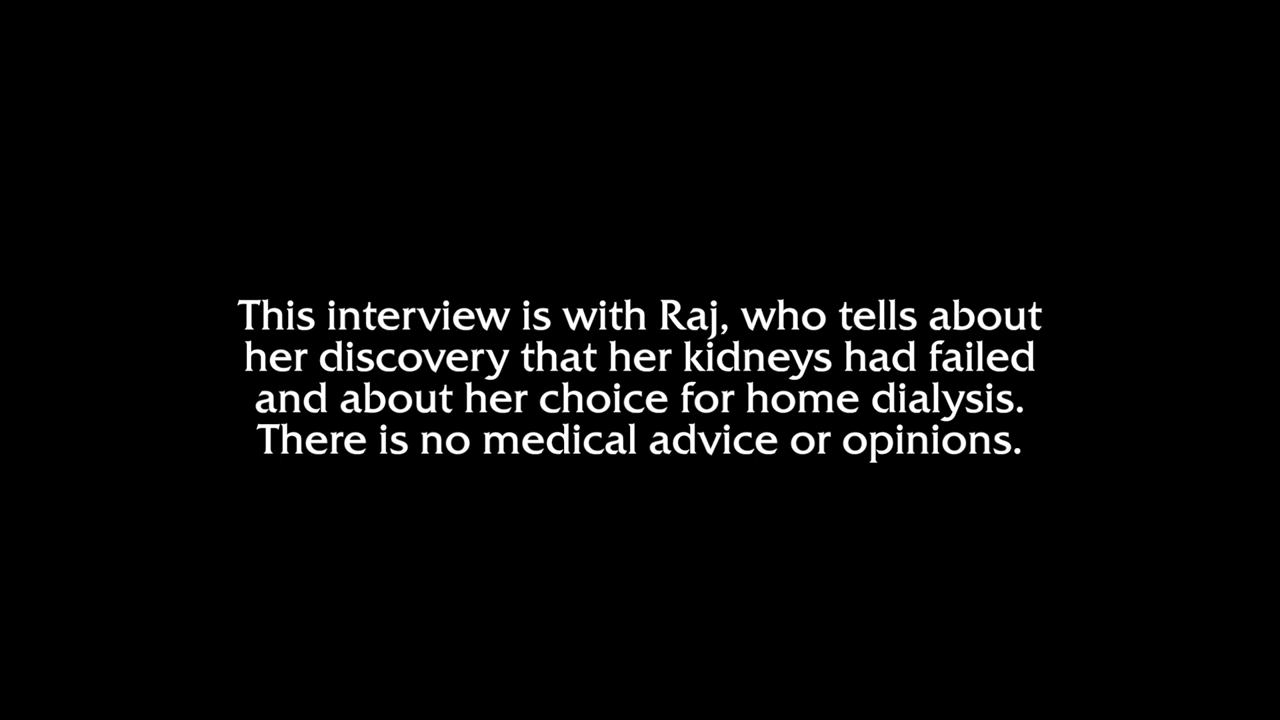 This interview is with Raj, who tells about
her discovery that her kidneys had failed
and about her choice for home dialysis.
There is no medical advice or opinions.